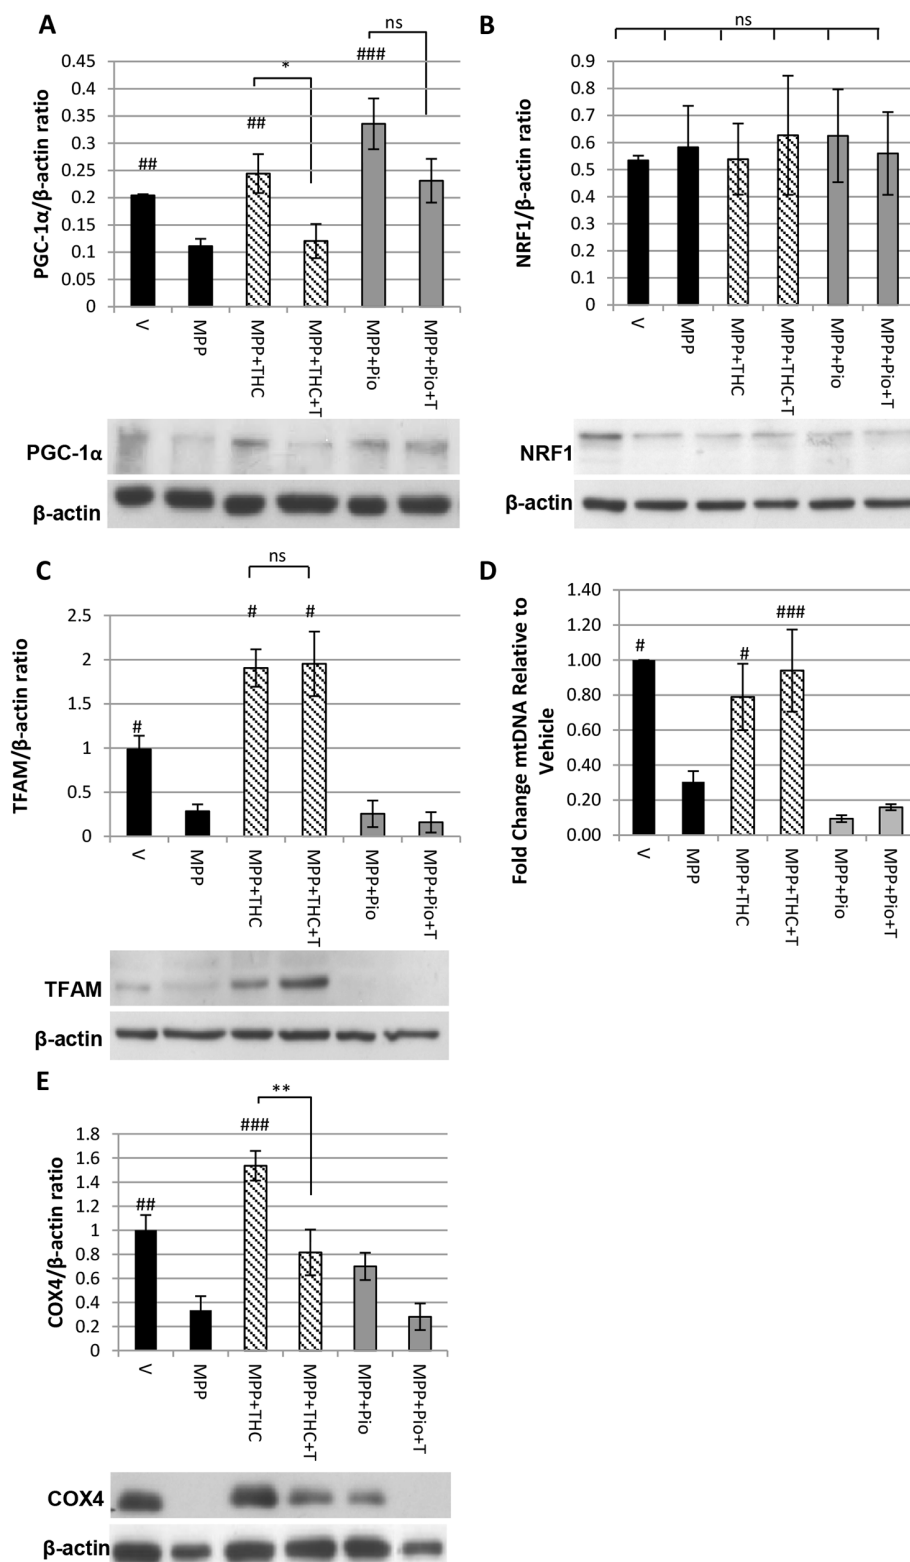 A
ns
###
*
##
##
PGC-1α/β-actin ratio
0.45
0.4
0.35
0.3
0.25
0.2
0.15
0.1
0.05
0
V
MPP
MPP+THC
MPP+THC+T
MPP+Pio
MPP+Pio+T
PGC-1α
β-actin
B
ns
NRF1/β-actin ratio
0.9
0.8
0.7
0.6
0.5
0.4
0.3
0.2
0.1
0
V
MPP
MPP+THC
MPP+THC+T
MPP+Pio
MPP+Pio+T
NRF1
β-actin
C
ns
#
#
#
TFAM/β-actin ratio
2.5
2
1.5
1
0.5
0
V
MPP
MPP+THC
MPP+THC+T
MPP+Pio
MPP+Pio+T
TFAM
β-actin
D
###
#
#
Fold Change mtDNA Relative to
Vehicle
1.40
1.20
1.00
0.80
0.60
0.40
0.20
0.00
V
MPP
MPP+THC
MPP+THC+T
MPP+Pio
MPP+Pio+T
E
**
###
##
COX4/β-actin ratio
1.8
1.6
1.4
1.2
1
0.8
0.6
0.4
0.2
0
V
MPP
MPP+THC
MPP+THC+T
MPP+Pio
MPP+Pio+T
COX4
β-actin